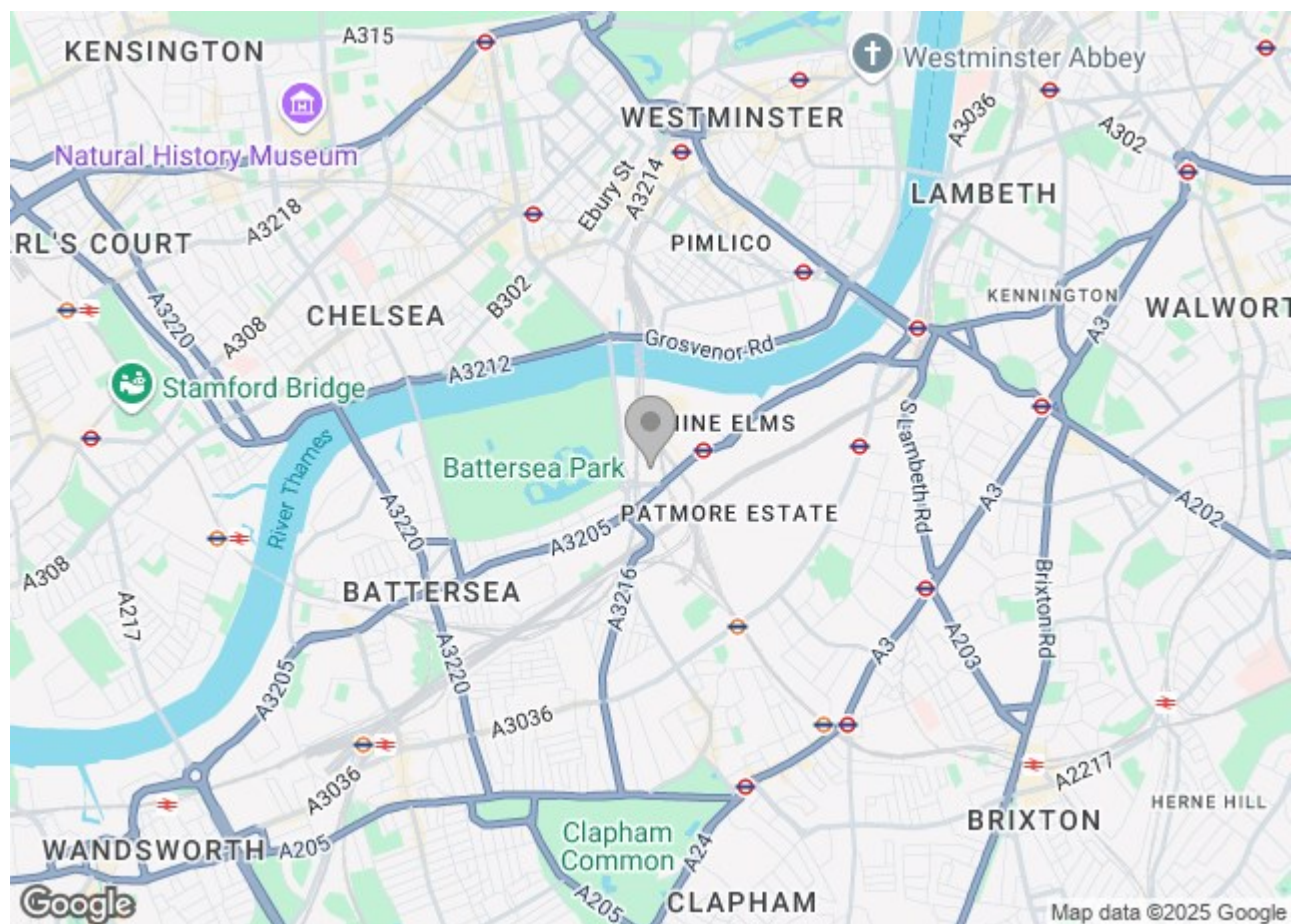 KENSINGTON
A315
Westminster Abbey
A3036
WESTMINSTER
A302
Natural History Museum
Ebury St
A3214
LAMBETH
A3218
RL'S COURT
PIMLICO
A3220
A308
CHELSEA
B302
KENNINGTON
WALWORT
A3
Grosvenor Rd
A3212
Stamford Bridge
NINE ELMS
Battersea Park
River Thames
A3220
S Lambeth Rd
A3
A202
PATMORE ESTATE
A3205
A308
A217
BATTERSEA
A3216
Brixton Rd
A203
A3
A3205
A3220
A3036
A3036
A2217
HERNE HILL
BRIXTON
Clapham
Common
WANDSWORTH
A205
A24
A205
CLAPHAM
Google
Map data ©2025 Google